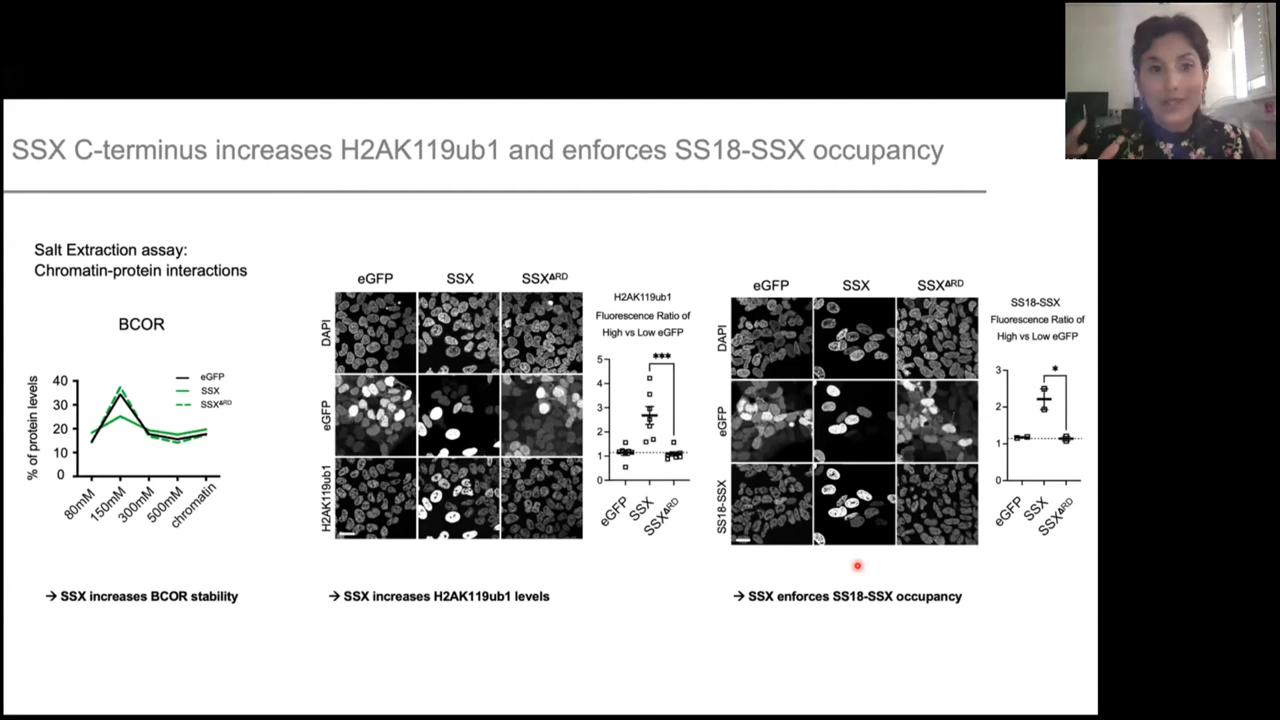 SSX C-terminus increases H2AK119ub1 and enforces SS18-SSX occupancy
Salt Extraction assay:
Chromatin-protein interactions
BCOR
% of protein levels
40
30
20
10
0
80mM
150mM
300mM
500mM
chromatin
eGFP
SSX
SSXΔRD
→ SSX increases BCOR stability
eGFP
SSX
SSXΔRD
DAPI
eGFP
H2AK119ub1
H2AK119ub1
Fluorescence Ratio of
High vs Low eGFP
5
4
3
2
1
0
***
eGFP
SSX
SSXΔRD
→ SSX increases H2AK119ub1 levels
eGFP
SSX
SSXΔRD
DAPI
eGFP
SS18-SSX
SS18-SSX
Fluorescence Ratio of
High vs Low eGFP
3
2
1
0
*
eGFP
SSX
SSXΔRD
→ SSX enforces SS18-SSX occupancy